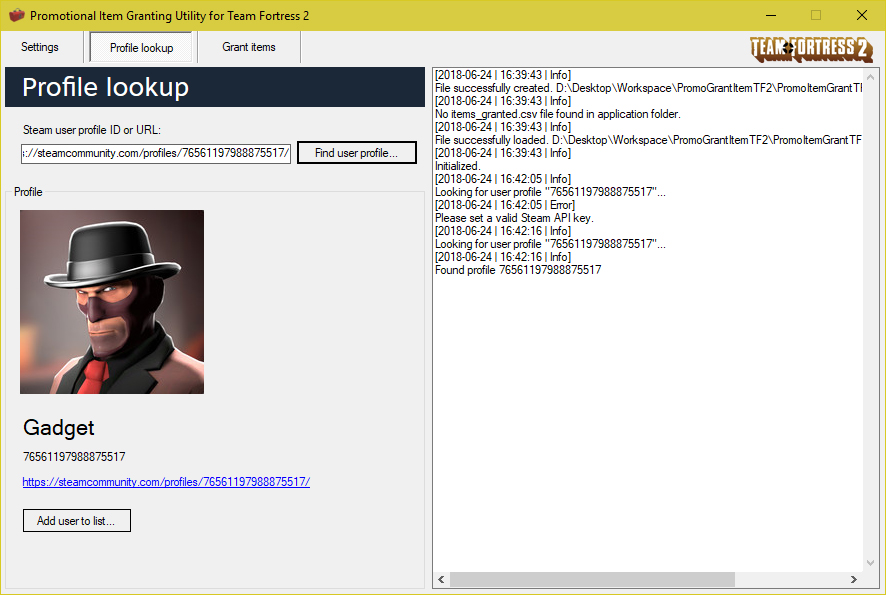 Promotional Item Granting Utility for Team Fortress 2
Settings
Profile lookup
Grant items
TEAM FORTRESS 2
Profile lookup
Steam user profile ID or URL:
://steamcommunity.com/profiles/76561197988875517/
Find user profile...
Profile
Gadget
76561197988875517
https://steamcommunity.com/profiles/76561197988875517/
Add user to list...
[2018-06-24 | 16:39:43 | Info]
File successfully created. D:\Desktop\Workspace\PromoGrantItemTF2\PromoItemGrantTF
[2018-06-24 | 16:39:43 | Info]
No items_granted.csv file found in application folder.
[2018-06-24 | 16:39:43 | Info]
File successfully loaded. D:\Desktop\Workspace\PromoGrantItemTF2\PromoItemGrantTF
[2018-06-24 | 16:39:43 | Info]
Initialized.
[2018-06-24 | 16:42:05 | Info]
Looking for user profile "76561197988875517"...
[2018-06-24 | 16:42:05 | Error]
Please set a valid Steam API key.
[2018-06-24 | 16:42:16 | Info]
Looking for user profile "76561197988875517"...
[2018-06-24 | 16:42:16 | Info]
Found profile 76561197988875517